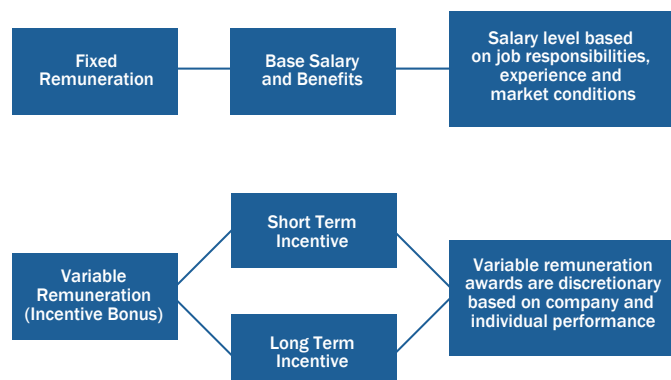 Fixed
Remuneration
Base Salary
and Benefits
Salary level based
on job responsibilities,
experience and
market conditions
Variable
Remuneration
(Incentive Bonus)
Short Term
Incentive
Long Term
Incentive
Variable remuneration
awards are discretionary
based on company and
individual performance